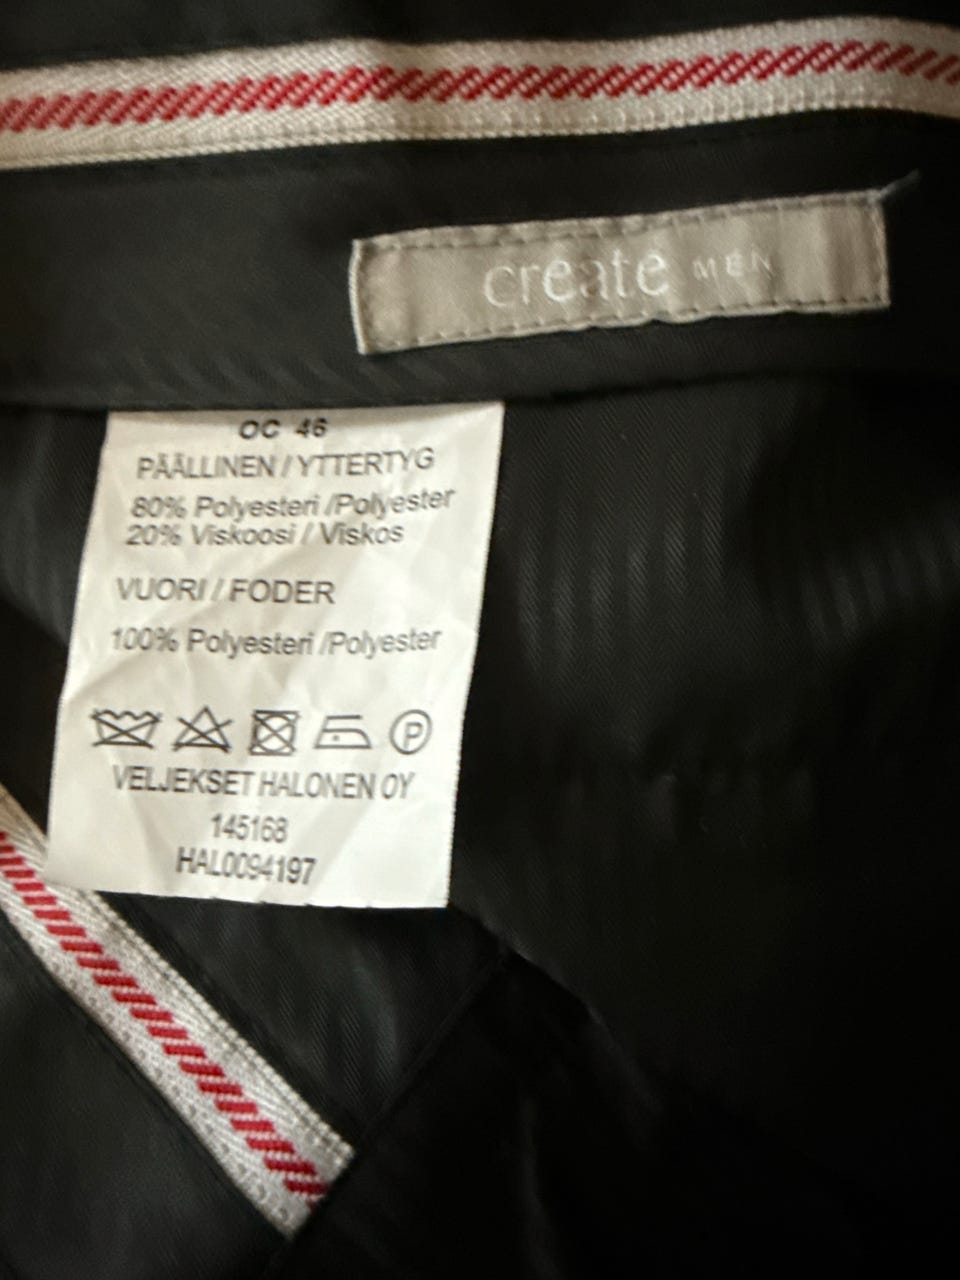 create MEN
OC 46
PÄÄLLINEN / YTTERTYG
80% Polyesteri /Polyester
20% Viskoosi / Viskos
VUORI / FODER
100% Polyesteri /Polyester
P
VELJEKSET HALONEN OY
145168
HAL0094197